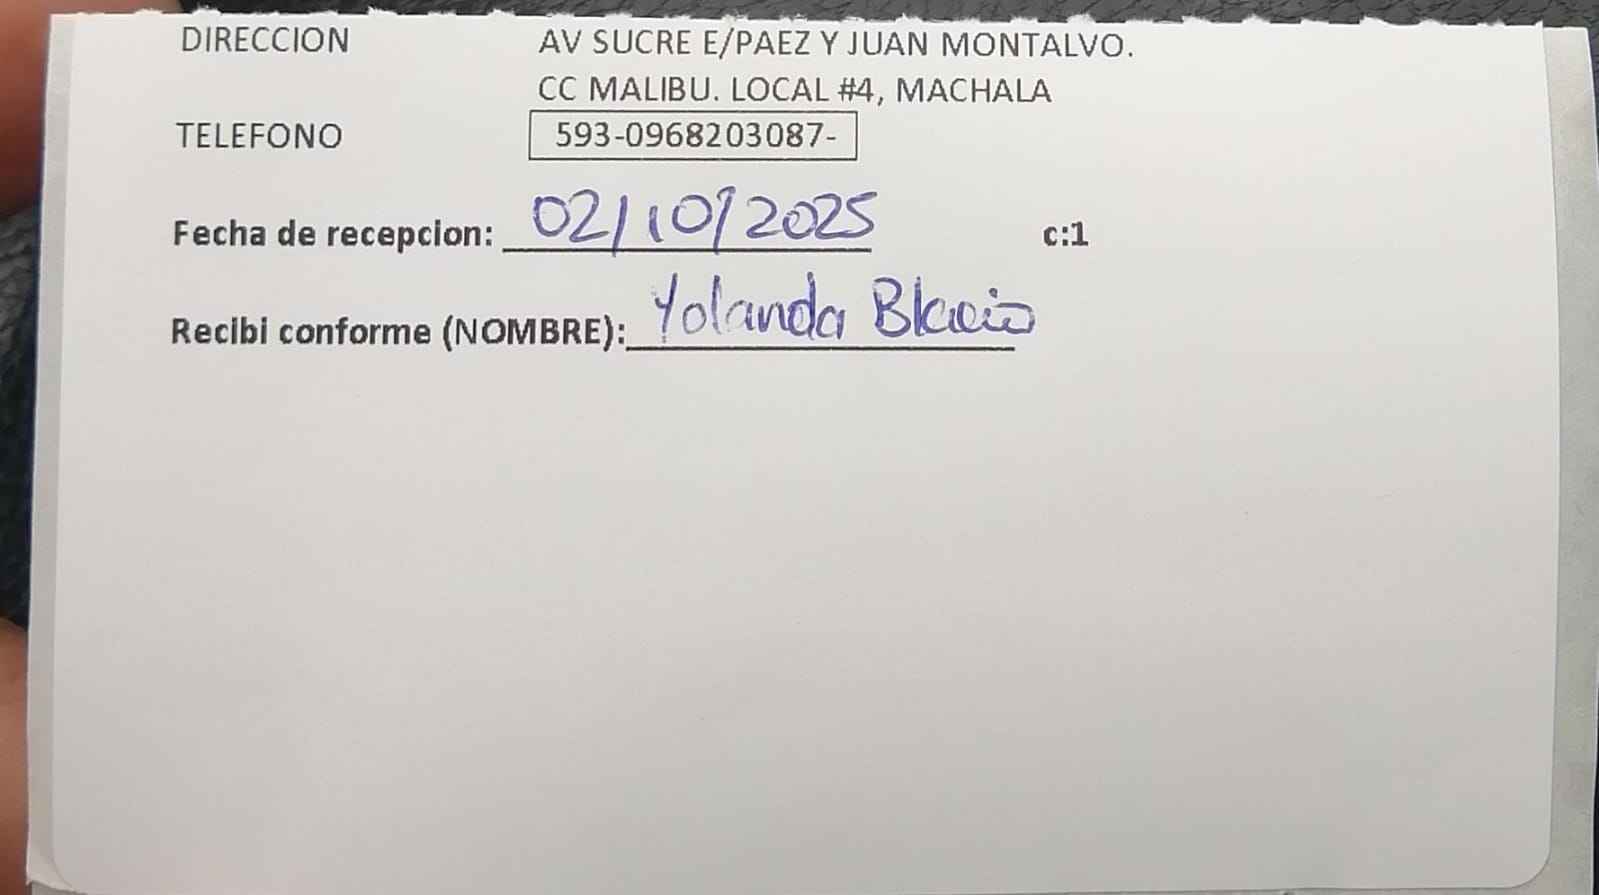 DIRECCION AV SUCRE E/PAEZ Y JUAN MONTALVO.
CC MALIBU. LOCAL #4, MACHALA
TELEFONO 593-0968203087-
Fecha de recepcion: 02/10/2025 c:1
Recibi conforme (NOMBRE): Yolanda